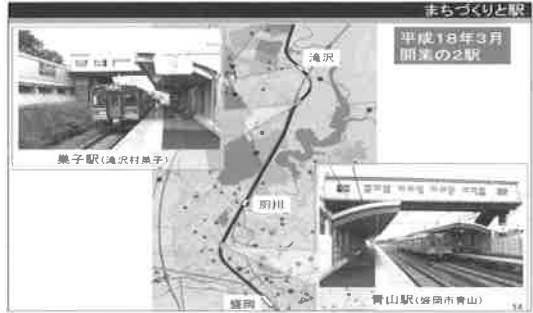 まちづくりと駅
平成18年3月
開業の2駅
滝沢
巣子駅(滝沢村巣子)
厨川
盛岡
青山駅(盛岡市青山)
14